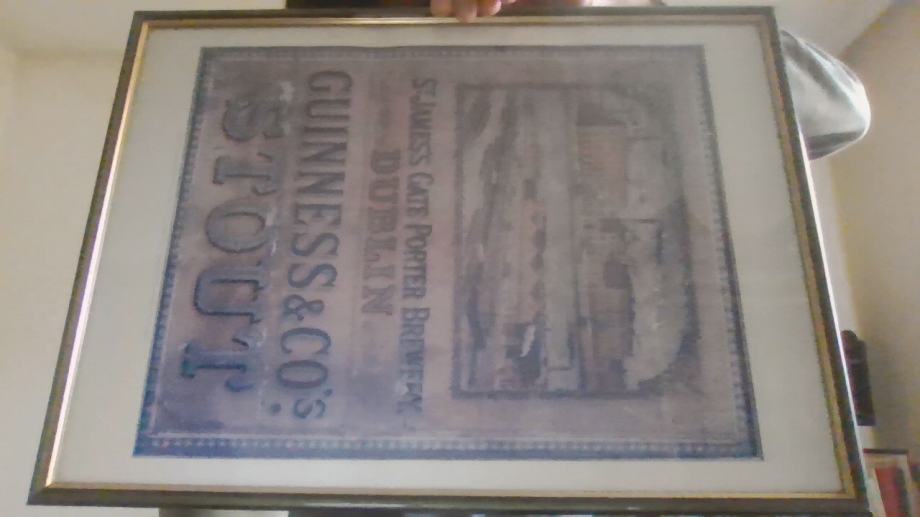 ST JAMES'S GATE PORTER BREWERY.
DUBLIN
GUINNESS & CO'S
STOUT